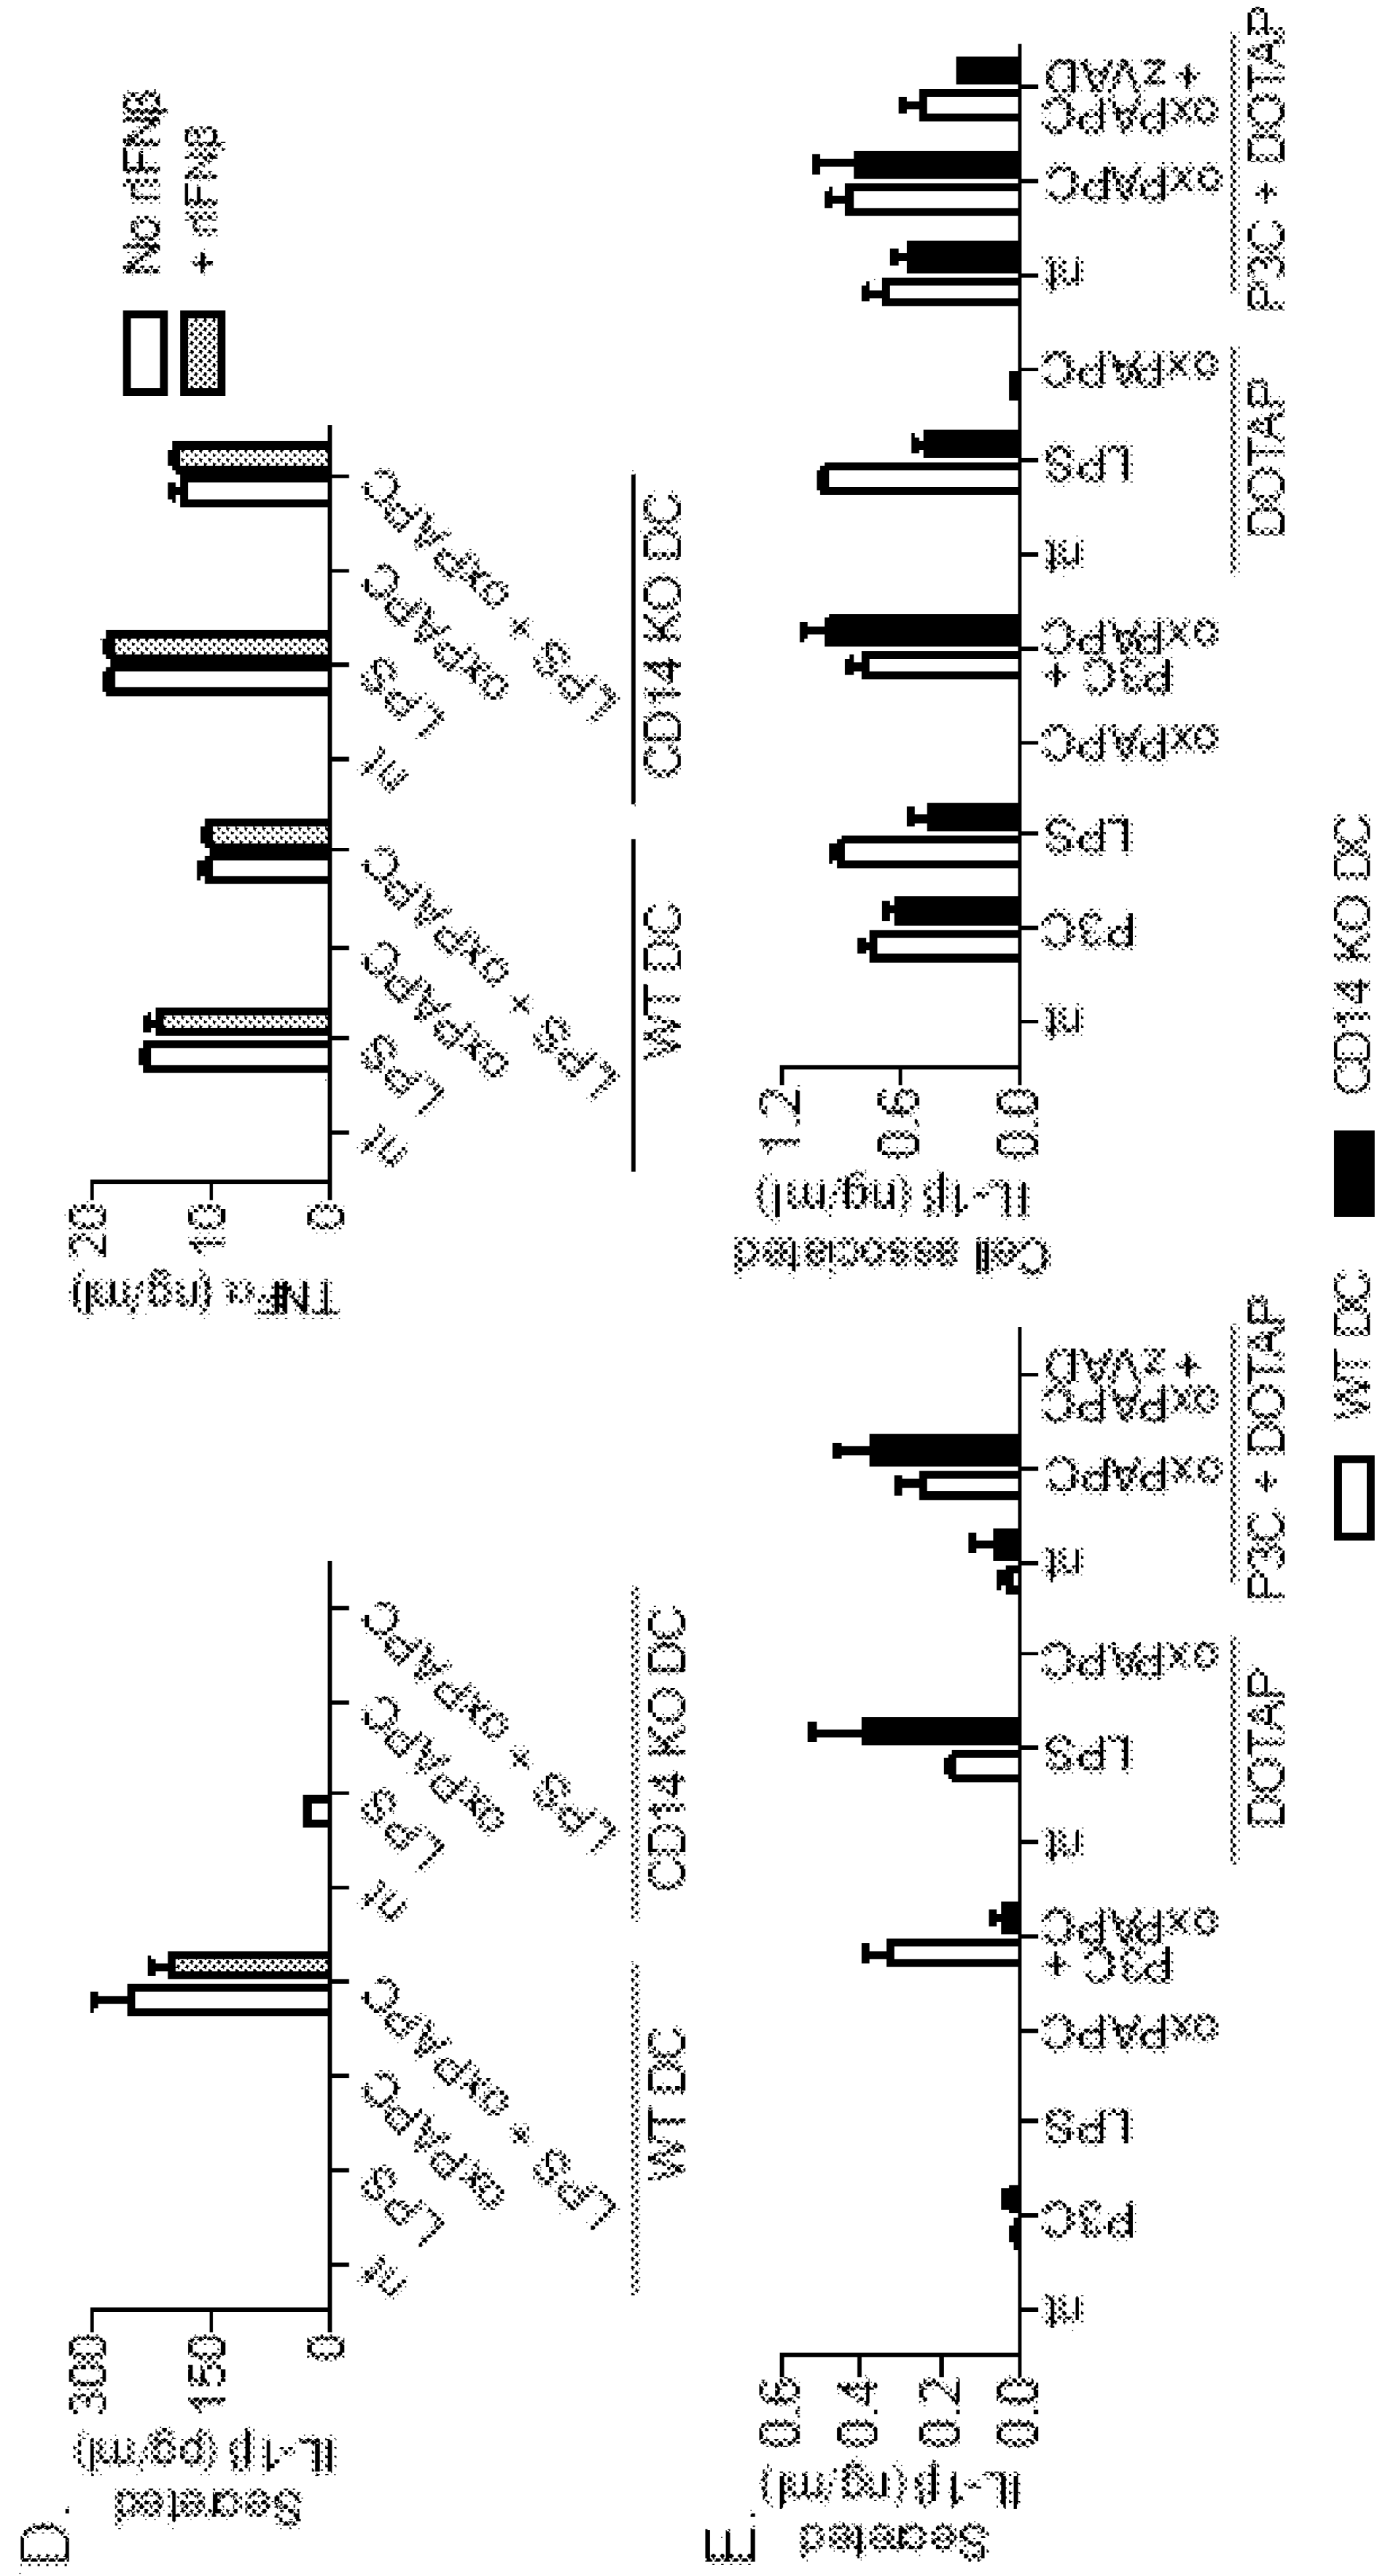 D.
Secreted
IL-1β (pg/ml)
300
150
0
nt
LPS
oxPAPC
LPS + oxPAPC
nt
LPS
oxPAPC
LPS + oxPAPC
WT DC
CD14 KO DC
TNFα (ng/ml)
20
10
0
nt
LPS
oxPAPC
LPS + oxPAPC
nt
LPS
oxPAPC
LPS + oxPAPC
WT DC
CD14 KO DC
No rIFNβ
+ rIFNβ
E.
Secreted
IL-1β (ng/ml)
0.6
0.4
0.2
0.0
nt
P3C
LPS
oxPAPC
P3C +
oxPAPC
nt
LPS
oxPAPC
nt
oxPAPC
oxPAPC
+ zVAD
DOTAP
P3C + DOTAP
Cell associated
IL-1β (ng/ml)
1.2
0.6
0.0
nt
P3C
LPS
oxPAPC
P3C +
oxPAPC
nt
LPS
oxPAPC
nt
oxPAPC
oxPAPC
+ zVAD
DOTAP
P3C + DOTAP
WT DC
CD14 KO DC